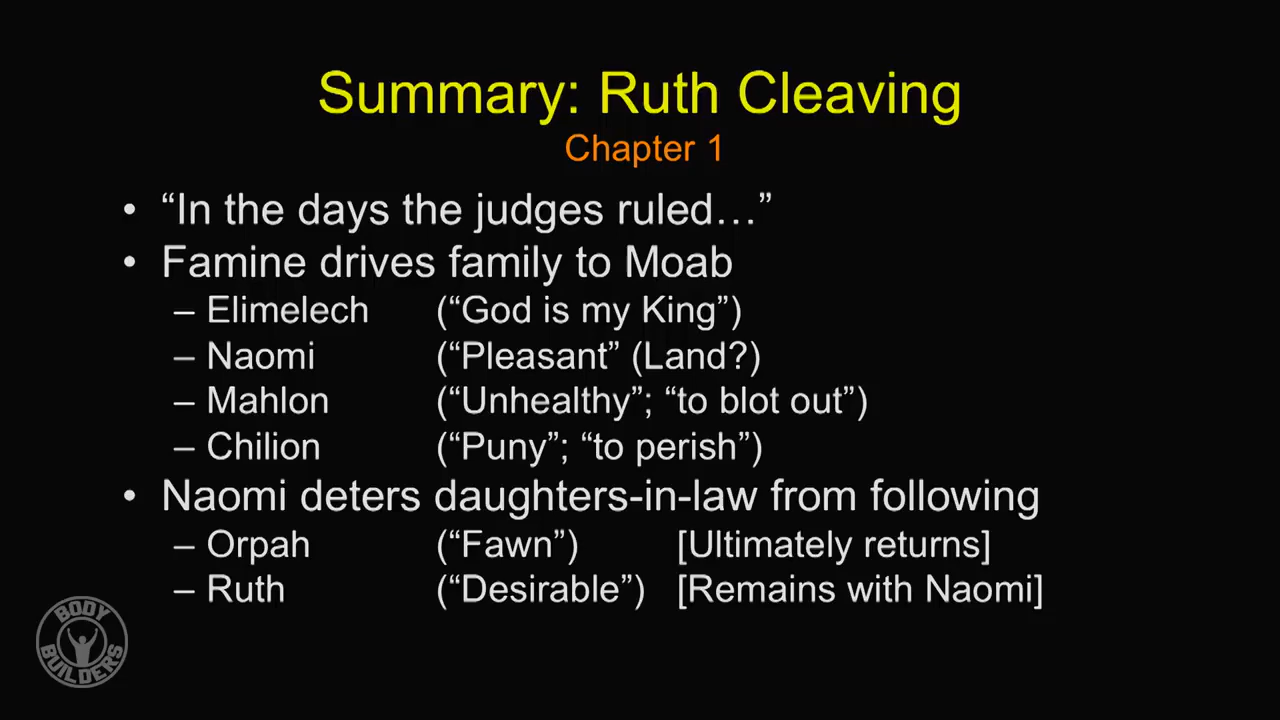 Summary: Ruth Cleaving
Chapter 1
• “In the days the judges ruled…”
• Famine drives family to Moab
– Elimelech (“God is my King”)
– Naomi (“Pleasant” (Land?)
– Mahlon (“Unhealthy”; “to blot out”)
– Chilion (“Puny”; “to perish”)
• Naomi deters daughters-in-law from following
– Orpah (“Fawn”) [Ultimately returns]
– Ruth (“Desirable”) [Remains with Naomi]
BODY
BUILDERS